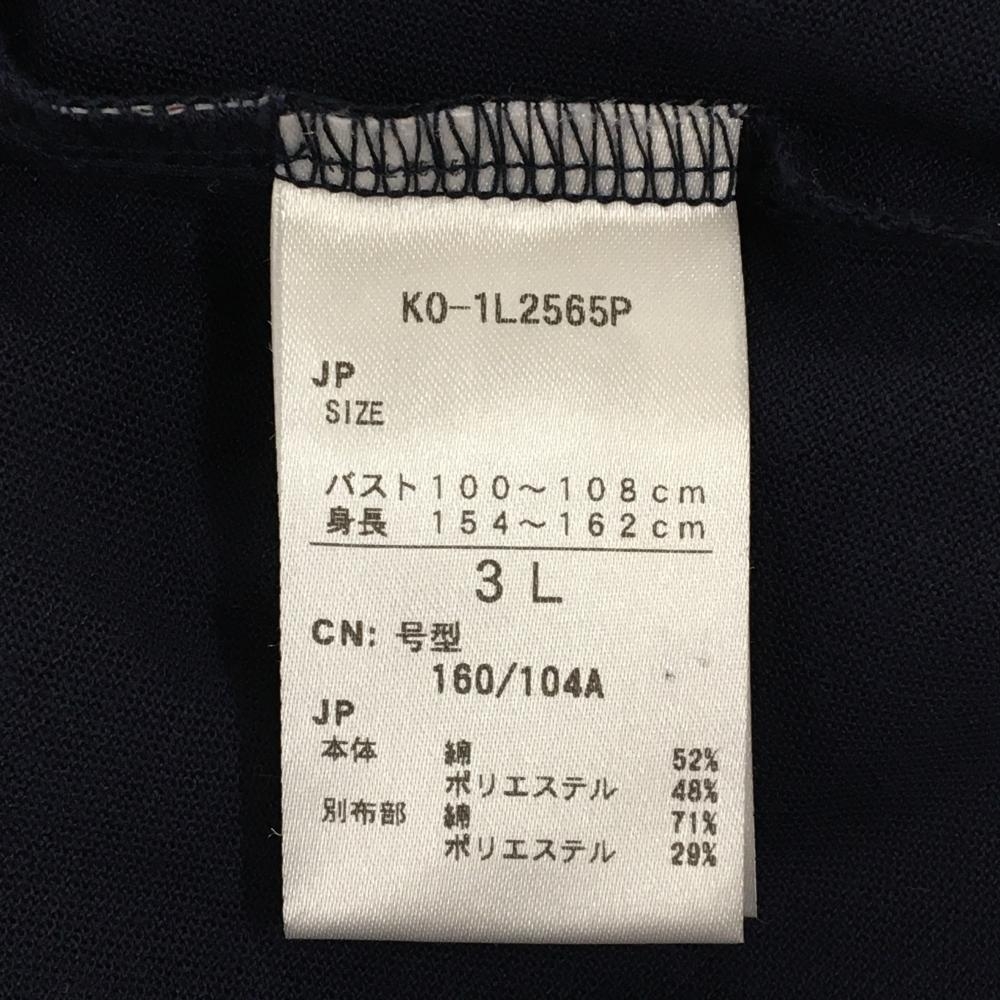 KO-1L2565P
JP
SIZE
バスト100～108cm
身長 154～162cm
3L
CN: 号型
160/104A
JP
本体 綿 52%
ポリエステル 48%
別布部 綿 71%
ポリエステル 29%